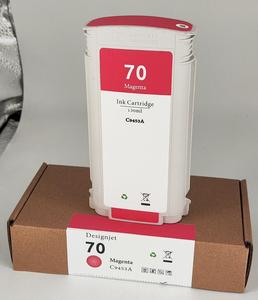 70
Magenta
Ink Cartridge
130ml
C9453A
Designjet
70
Magenta
C9453A